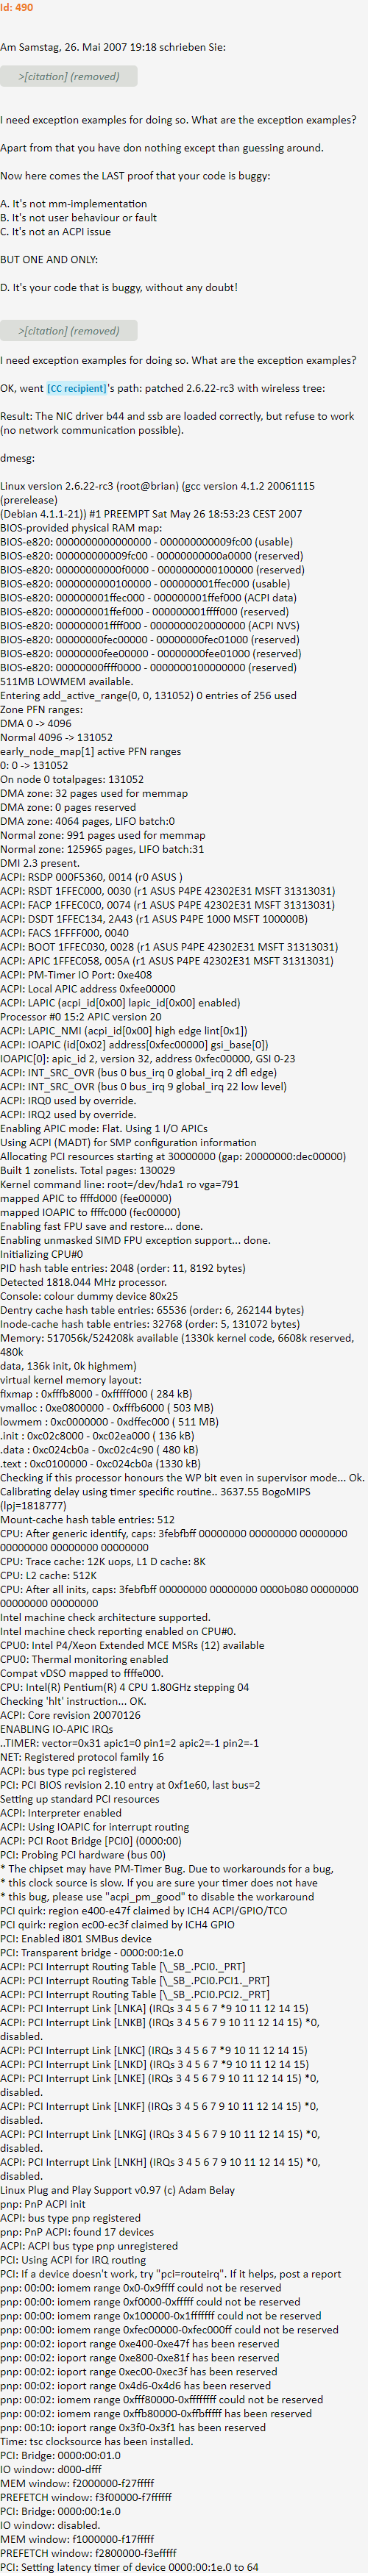 Id: 490
Am Samstag, 26. Mai 2007 19:18 schrieben Sie:
>[citation] (removed)
I need exception examples for doing so. What are the exception examples?
Apart from that you have don nothing except than guessing around.
Now here comes the LAST proof that your code is buggy:
A. It's not mm-implementation
B. It's not user behaviour or fault
C. It's not an ACPI issue
BUT ONE AND ONLY:
D. It's your code that is buggy, without any doubt!
>[citation] (removed)
I need exception examples for doing so. What are the exception examples?
OK, went [CC recipient]'s path: patched 2.6.22-rc3 with wireless tree:
Result: The NIC driver b44 and ssb are loaded correctly, but refuse to work
(no network communication possible).
dmesg:
Linux version 2.6.22-rc3 (root@brian) (gcc version 4.1.2 20061115
(prerelease)
(Debian 4.1.1-21)) #1 PREEMPT Sat May 26 18:53:23 CEST 2007
BIOS-provided physical RAM map:
BIOS-e820: 0000000000000000 - 000000000009fc00 (usable)
BIOS-e820: 000000000009fc00 - 00000000000a0000 (reserved)
BIOS-e820: 00000000000f0000 - 0000000000100000 (reserved)
BIOS-e820: 0000000000100000 - 000000001ffec000 (usable)
BIOS-e820: 000000001ffec000 - 000000001ffef000 (ACPI data)
BIOS-e820: 000000001ffef000 - 000000001ffff000 (reserved)
BIOS-e820: 000000001ffff000 - 0000000020000000 (ACPI NVS)
BIOS-e820: 00000000fec00000 - 00000000fec01000 (reserved)
BIOS-e820: 00000000fee00000 - 00000000fee01000 (reserved)
BIOS-e820: 00000000ffff0000 - 0000000100000000 (reserved)
511MB LOWMEM available.
Entering add_active_range(0, 0, 131052) 0 entries of 256 used
Zone PFN ranges:
DMA 0 -> 4096
Normal 4096 -> 131052
early_node_map[1] active PFN ranges
0: 0 -> 131052
On node 0 totalpages: 131052
DMA zone: 32 pages used for memmap
DMA zone: 0 pages reserved
DMA zone: 4064 pages, LIFO batch:0
Normal zone: 991 pages used for memmap
Normal zone: 125965 pages, LIFO batch:31
DMI 2.3 present.
ACPI: RSDP 000F5360, 0014 (r0 ASUS )
ACPI: RSDT 1FFEC000, 0030 (r1 ASUS P4PE 42302E31 MSFT 31313031)
ACPI: FACP 1FFEC0C0, 0074 (r1 ASUS P4PE 42302E31 MSFT 31313031)
ACPI: DSDT 1FFEC134, 2A43 (r1 ASUS P4PE 1000 MSFT 100000B)
ACPI: FACS 1FFFF000, 0040
ACPI: BOOT 1FFEC030, 0028 (r1 ASUS P4PE 42302E31 MSFT 31313031)
ACPI: APIC 1FFEC058, 005A (r1 ASUS P4PE 42302E31 MSFT 31313031)
ACPI: PM-Timer IO Port: 0xe408
ACPI: Local APIC address 0xfee00000
ACPI: LAPIC (acpi_id[0x00] lapic_id[0x00] enabled)
Processor #0 15:2 APIC version 20
ACPI: LAPIC_NMI (acpi_id[0x00] high edge lint[0x1])
ACPI: IOAPIC (id[0x02] address[0xfec00000] gsi_base[0])
IOAPIC[0]: apic_id 2, version 32, address 0xfec00000, GSI 0-23
ACPI: INT_SRC_OVR (bus 0 bus_irq 0 global_irq 2 dfl edge)
ACPI: INT_SRC_OVR (bus 0 bus_irq 9 global_irq 22 low level)
ACPI: IRQ0 used by override.
ACPI: IRQ2 used by override.
Enabling APIC mode: Flat. Using 1 I/O APICs
Using ACPI (MADT) for SMP configuration information
Allocating PCI resources starting at 30000000 (gap: 20000000:dec00000)
Built 1 zonelists. Total pages: 130029
Kernel command line: root=/dev/hda1 ro vga=791
mapped APIC to ffffd000 (fee00000)
mapped IOAPIC to ffffc000 (fec00000)
Enabling fast FPU save and restore... done.
Enabling unmasked SIMD FPU exception support... done.
Initializing CPU#0
PID hash table entries: 2048 (order: 11, 8192 bytes)
Detected 1818.044 MHz processor.
Console: colour dummy device 80x25
Dentry cache hash table entries: 65536 (order: 6, 262144 bytes)
Inode-cache hash table entries: 32768 (order: 5, 131072 bytes)
Memory: 517056k/524208k available (1330k kernel code, 6608k reserved,
480k
data, 136k init, 0k highmem)
virtual kernel memory layout:
fixmap : 0xfffb8000 - 0xfffff000 ( 284 kB)
vmalloc : 0xe0800000 - 0xfffb6000 ( 503 MB)
lowmem : 0xc0000000 - 0xdffec000 ( 511 MB)
.init : 0xc02c8000 - 0xc02ea000 ( 136 kB)
.data : 0xc024cb0a - 0xc02c4c90 ( 480 kB)
.text : 0xc0100000 - 0xc024cb0a (1330 kB)
Checking if this processor honours the WP bit even in supervisor mode... Ok.
Calibrating delay using timer specific routine.. 3637.55 BogoMIPS
(lpj=1818777)
Mount-cache hash table entries: 512
CPU: After generic identify, caps: 3febfbff 00000000 00000000 00000000
00000000 00000000 00000000
CPU: Trace cache: 12K uops, L1 D cache: 8K
CPU: L2 cache: 512K
CPU: After all inits, caps: 3febfbff 00000000 00000000 0000b080 00000000
00000000 00000000
Intel machine check architecture supported.
Intel machine check reporting enabled on CPU#0.
CPU0: Intel P4/Xeon Extended MCE MSRs (12) available
CPU0: Thermal monitoring enabled
Compat vDSO mapped to ffffe000.
CPU: Intel(R) Pentium(R) 4 CPU 1.80GHz stepping 04
Checking 'hlt' instruction... OK.
ACPI: Core revision 20070126
ENABLING IO-APIC IRQs
..TIMER: vector=0x31 apic1=0 pin1=2 apic2=-1 pin2=-1
NET: Registered protocol family 16
ACPI: bus type pci registered
PCI: PCI BIOS revision 2.10 entry at 0xf1e60, last bus=2
Setting up standard PCI resources
ACPI: Interpreter enabled
ACPI: Using IOAPIC for interrupt routing
ACPI: PCI Root Bridge [PCI0] (0000:00)
PCI: Probing PCI hardware (bus 00)
* The chipset may have PM-Timer Bug. Due to workarounds for a bug,
* this clock source is slow. If you are sure your timer does not have
* this bug, please use "acpi_pm_good" to disable the workaround
PCI quirk: region e400-e47f claimed by ICH4 ACPI/GPIO/TCO
PCI quirk: region ec00-ec3f claimed by ICH4 GPIO
PCI: Enabled i801 SMBus device
PCI: Transparent bridge - 0000:00:1e.0
ACPI: PCI Interrupt Routing Table [\_SB_.PCI0._PRT]
ACPI: PCI Interrupt Routing Table [\_SB_.PCI0.PCI1._PRT]
ACPI: PCI Interrupt Routing Table [\_SB_.PCI0.PCI2._PRT]
ACPI: PCI Interrupt Link [LNKA] (IRQs 3 4 5 6 7 *9 10 11 12 14 15)
ACPI: PCI Interrupt Link [LNKB] (IRQs 3 4 5 6 7 9 10 11 12 14 15) *0,
disabled.
ACPI: PCI Interrupt Link [LNKC] (IRQs 3 4 5 6 7 *9 10 11 12 14 15)
ACPI: PCI Interrupt Link [LNKD] (IRQs 3 4 5 6 7 *9 10 11 12 14 15)
ACPI: PCI Interrupt Link [LNKE] (IRQs 3 4 5 6 7 9 10 11 12 14 15) *0,
disabled.
ACPI: PCI Interrupt Link [LNKF] (IRQs 3 4 5 6 7 9 10 11 12 14 15) *0,
disabled.
ACPI: PCI Interrupt Link [LNKG] (IRQs 3 4 5 6 7 9 10 11 12 14 15) *0,
disabled.
ACPI: PCI Interrupt Link [LNKH] (IRQs 3 4 5 6 7 9 10 11 12 14 15) *0,
disabled.
Linux Plug and Play Support v0.97 (c) Adam Belay
pnp: PnP ACPI init
ACPI: bus type pnp registered
pnp: PnP ACPI: found 17 devices
ACPI: ACPI bus type pnp unregistered
PCI: Using ACPI for IRQ routing
PCI: If a device doesn't work, try "pci=routeirq". If it helps, post a report
pnp: 00:00: iomem range 0x0-0x9ffff could not be reserved
pnp: 00:00: iomem range 0xf0000-0xfffff could not be reserved
pnp: 00:00: iomem range 0x100000-0x1fffffff could not be reserved
pnp: 00:00: iomem range 0xfec00000-0xfec000ff could not be reserved
pnp: 00:02: ioport range 0xe400-0xe47f has been reserved
pnp: 00:02: ioport range 0xe800-0xe81f has been reserved
pnp: 00:02: ioport range 0xec00-0xec3f has been reserved
pnp: 00:02: ioport range 0x4d6-0x4d6 has been reserved
pnp: 00:02: iomem range 0xfff80000-0xffffffff could not be reserved
pnp: 00:02: iomem range 0xffb80000-0xffbfffff has been reserved
pnp: 00:10: ioport range 0x3f0-0x3f1 has been reserved
Time: tsc clocksource has been installed.
PCI: Bridge: 0000:00:01.0
IO window: d000-dfff
MEM window: f2000000-f27fffff
PREFETCH window: f3f00000-f7ffffff
PCI: Bridge: 0000:00:1e.0
IO window: disabled.
MEM window: f1000000-f17fffff
PREFETCH window: f2800000-f3efffff
PCI: Setting latency timer of device 0000:00:1e.0 to 64